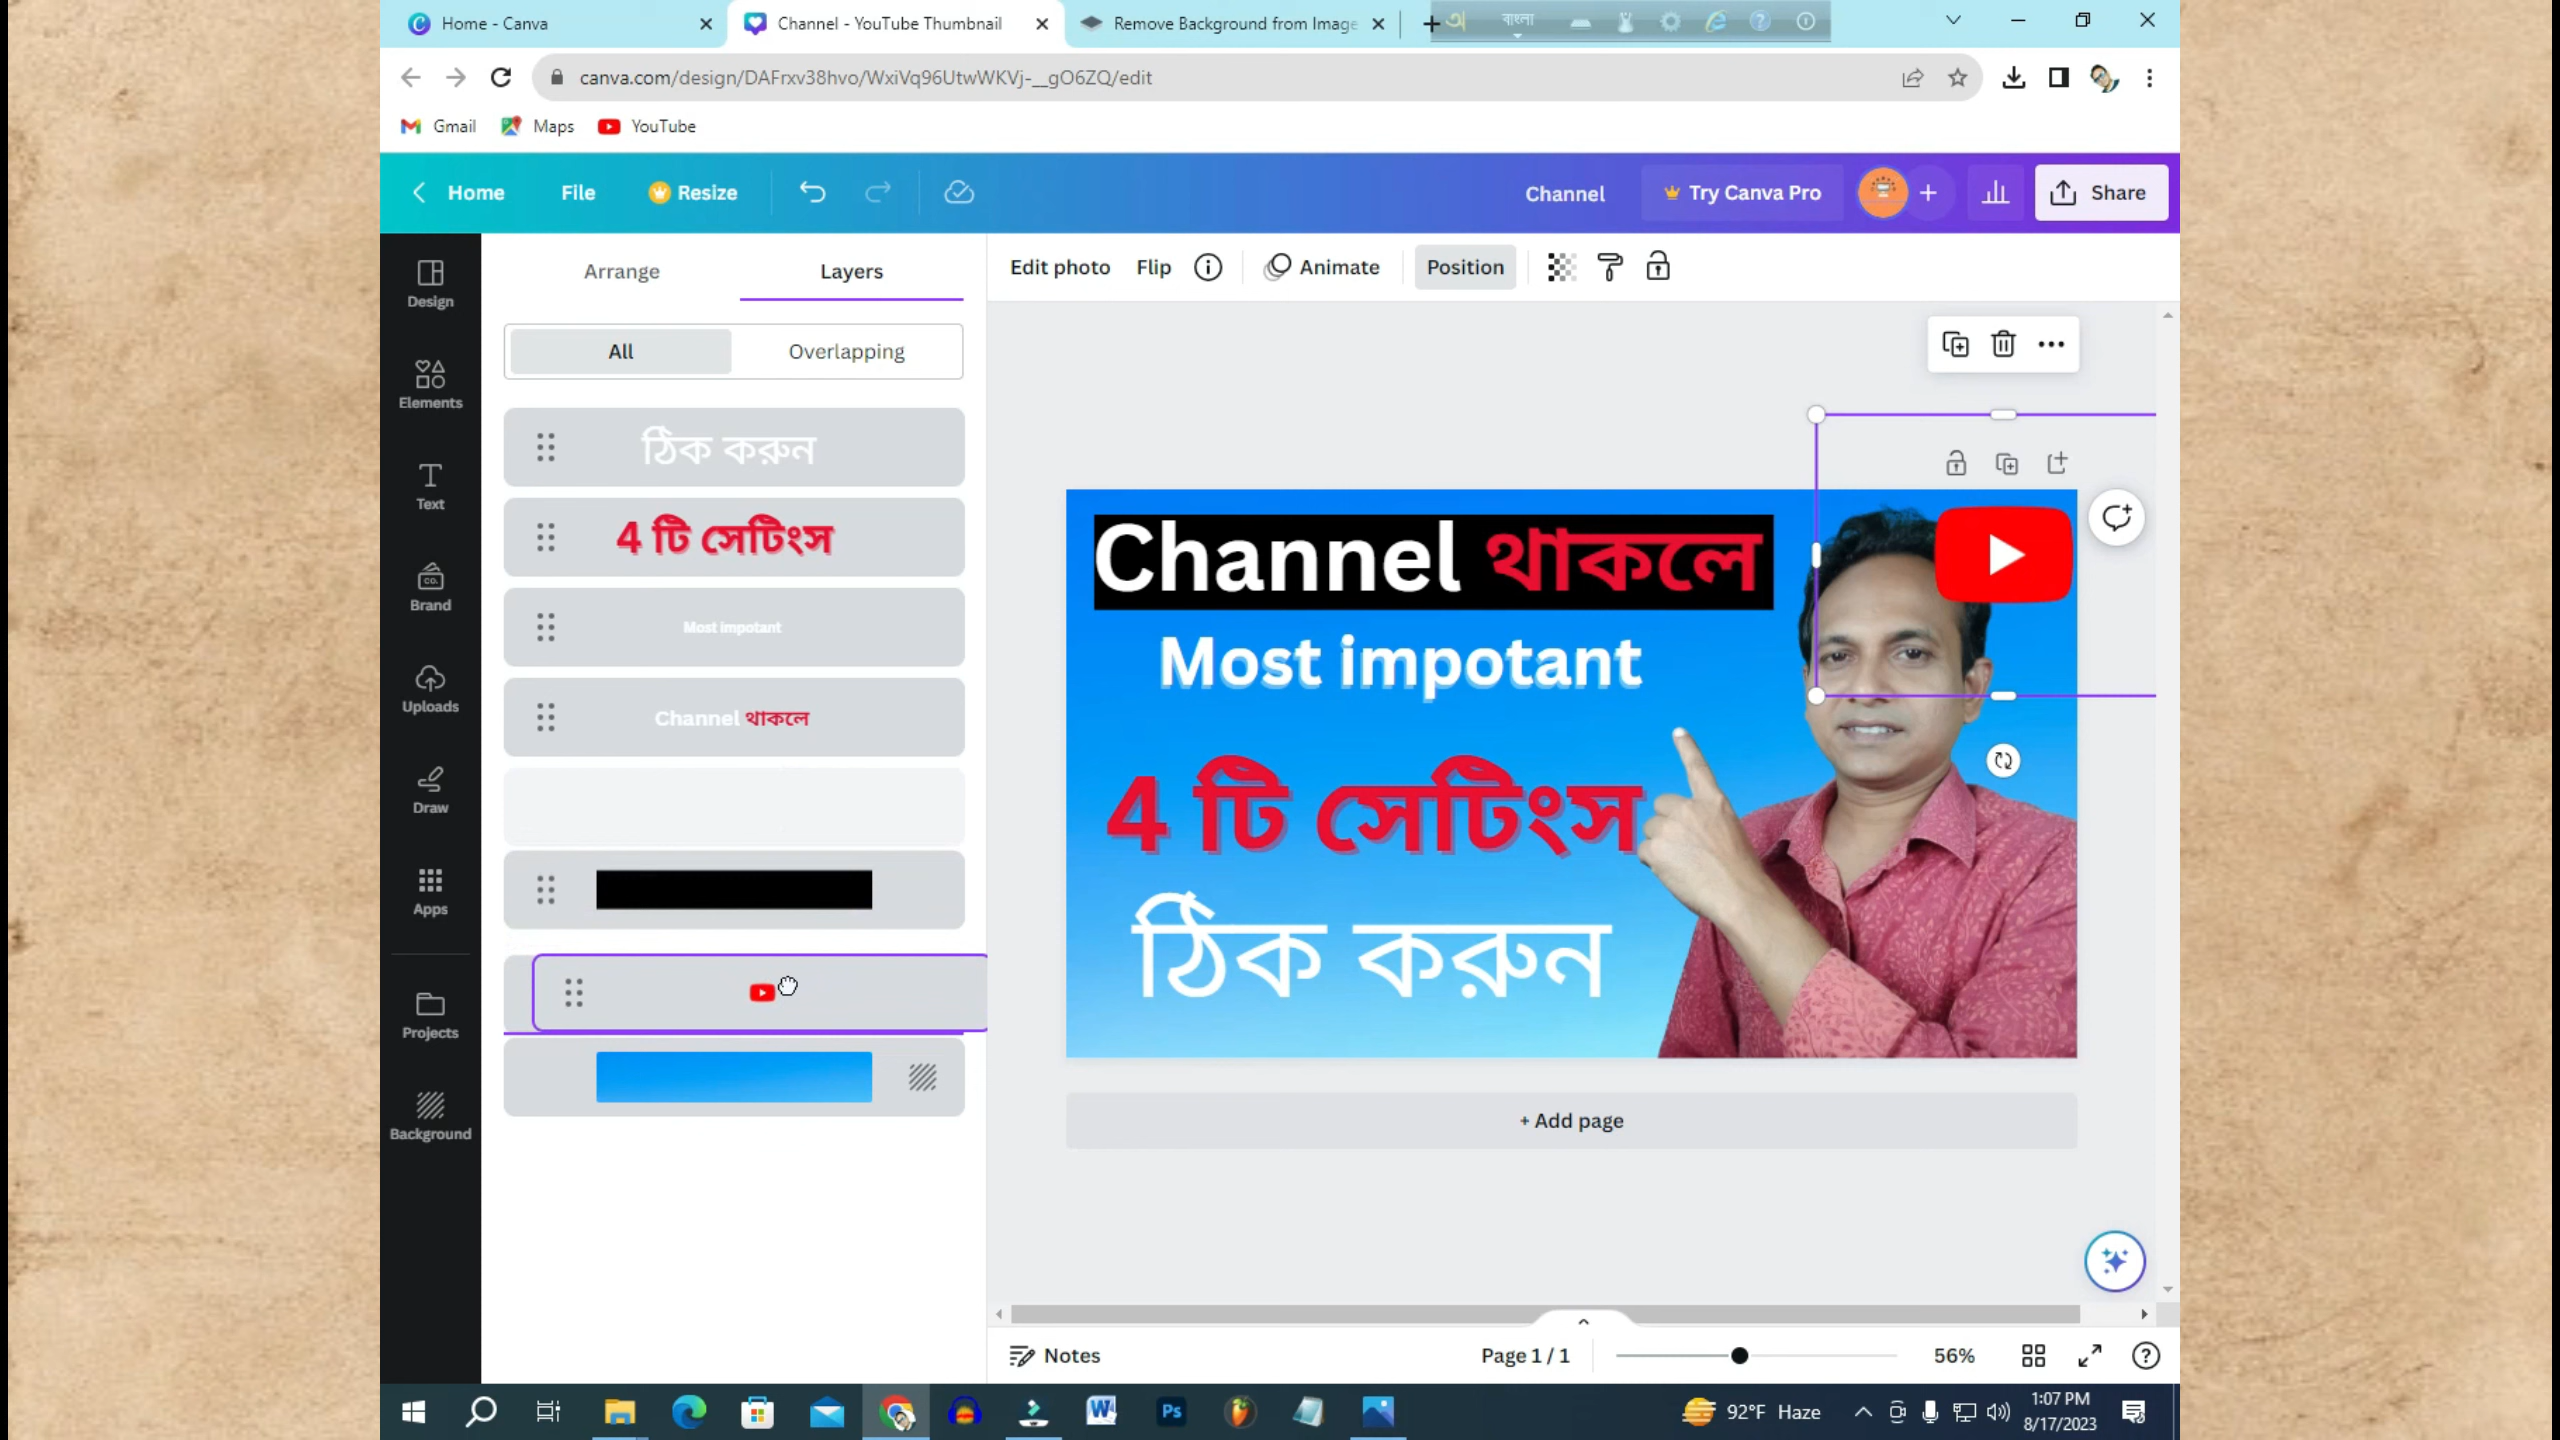 Home - Canva
Channel - YouTube Thumbnail
Remove Background from Image
বাংলা
canva.com/design/DAFrxv38hvo/WxiVq96UtwWKVj-__gO6ZQ/edit
Gmail
Maps
YouTube
Home
File
Resize
Channel
Try Canva Pro
Share
Design
Elements
Text
Brand
Uploads
Draw
Apps
Projects
Background
Arrange
Layers
All
Overlapping
ঠিক করুন
4 টি সেটিংস
Most impotant
Channel থাকলে
Edit photo
Flip
Animate
Position
Channel থাকলে
Most impotant
4 টি সেটিংস
ঠিক করুন
+ Add page
Notes
Page 1 / 1
56%
92°F Haze
1:07 PM
8/17/2023